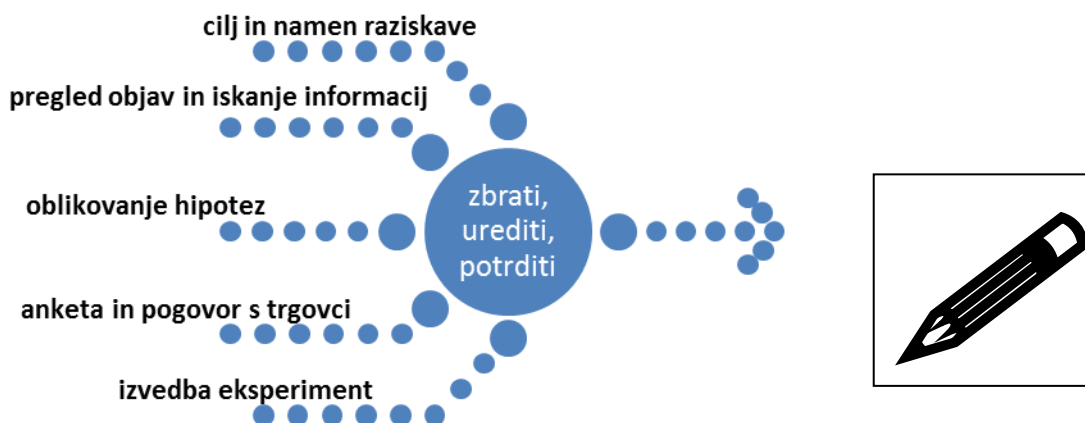 cilj in namen raziskave
pregled objav in iskanje informacij
oblikovanje hipotez
anketa in pogovor s trgovci
izvedba eksperiment
zbrati,
urediti,
potrditi